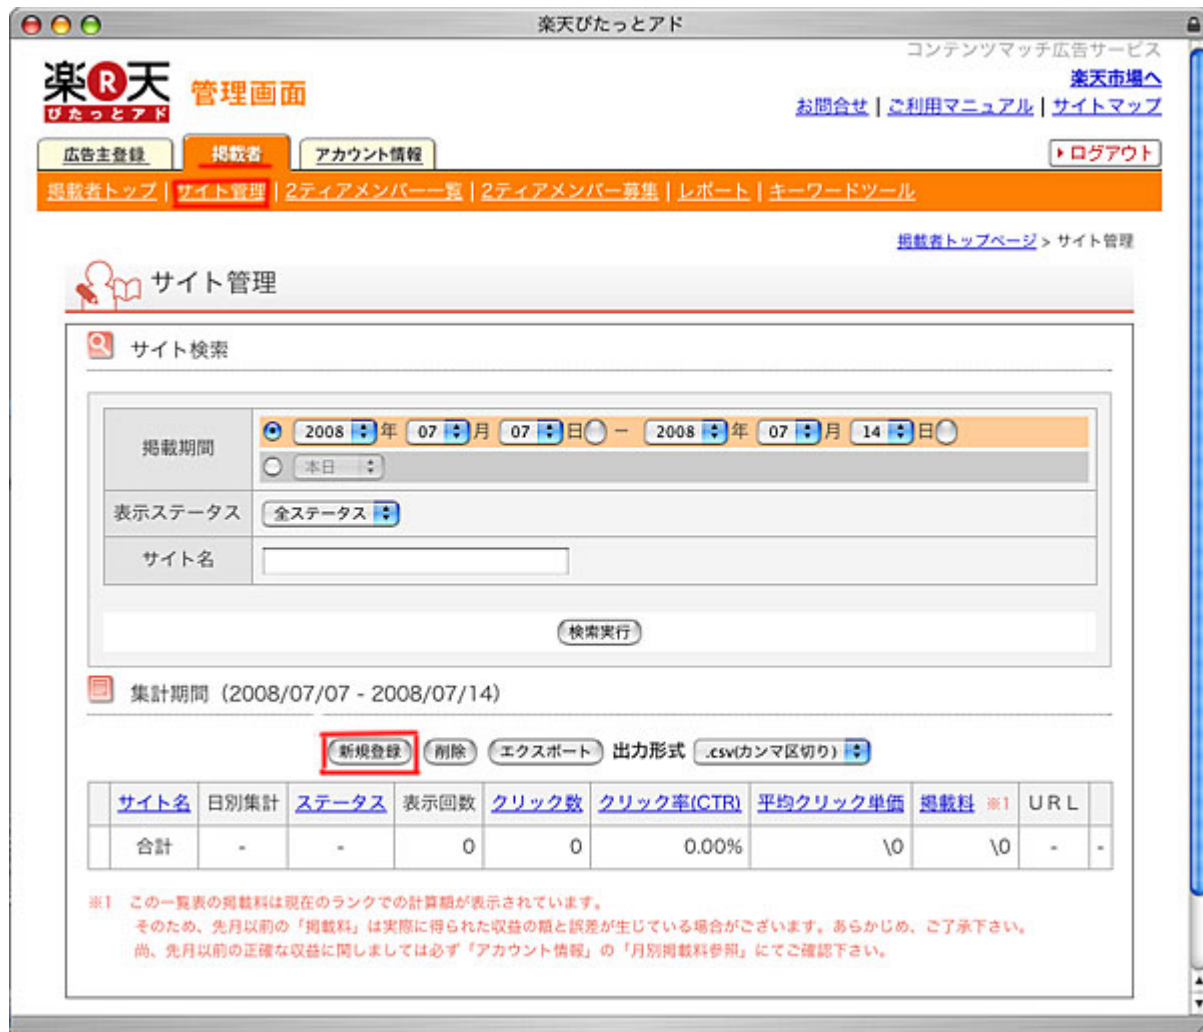 楽天ぴたっとアド
コンテンツマッチ広告サービス
楽天市場へ
楽R天 管理画面
ぴたっとアド
お問合せ | ご利用マニュアル | サイトマップ
広告主登録 掲載者 アカウント情報 ログアウト
掲載者トップ | サイト管理 | 2ティアメンバー一覧 | 2ティアメンバー募集 | レポート | キーワードツール
掲載者トップページ > サイト管理
サイト管理
サイト検索
掲載期間 2008 年 07 月 07 日 − 2008 年 07 月 14 日
本日
表示ステータス 全ステータス
サイト名
検索実行
集計期間（2008/07/07 - 2008/07/14）
新規登録 削除 エクスポート 出力形式 .csv(カンマ区切り)
サイト名 日別集計 ステータス 表示回数 クリック数 クリック率(CTR) 平均クリック単価 掲載料 ※1 URL
合計 - - 0 0 0.00% \0 \0 - -
※1 この一覧表の掲載料は現在のランクでの計算額が表示されています。
そのため、先月以前の「掲載料」は実際に得られた収益の額と誤差が生じている場合がございます。あらかじめ、ご了承下さい。
尚、先月以前の正確な収益に関しましては必ず「アカウント情報」の「月別掲載料参照」にてご確認下さい。